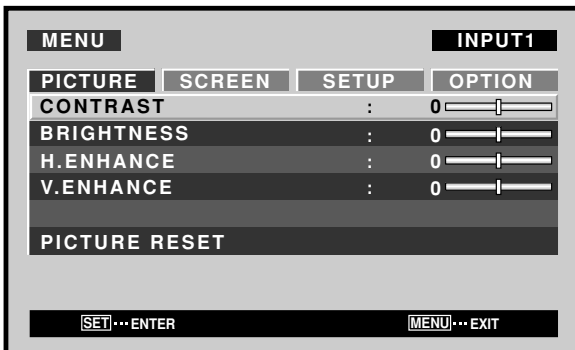 MENU INPUT1
PICTURE SCREEN SETUP OPTION
CONTRAST : 0
BRIGHTNESS : 0
H.ENHANCE : 0
V.ENHANCE : 0
PICTURE RESET
SET ··· ENTER MENU ··· EXIT